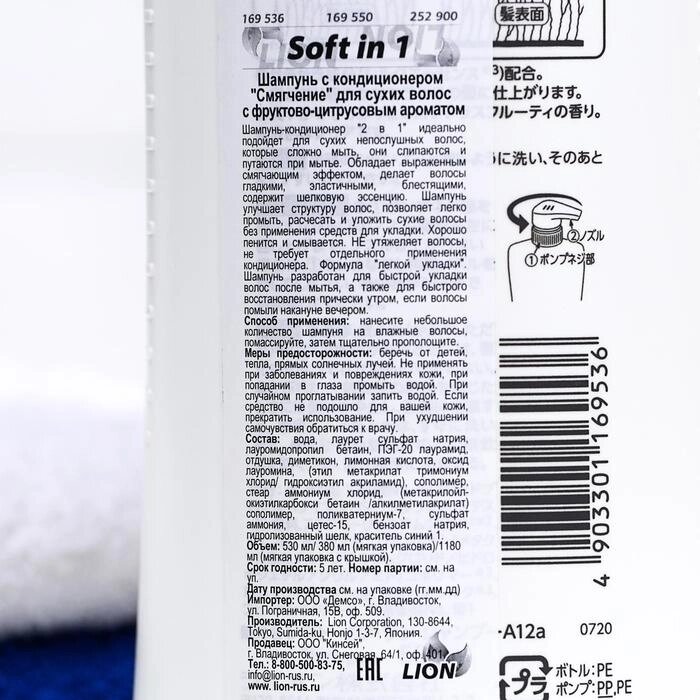 169 536 169 550 252 900
Soft in 1
Шампунь с кондиционером
"Смягчение" для сухих волос
с фруктово-цитрусовым ароматом
Шампунь-кондиционер "2 в 1" идеально
подойдет для сухих непослушных волос,
которые сложно мыть, они слипаются и
путаются при мытье. Обладает выраженным
смягчающим эффектом, делает волосы
гладкими, эластичными, блестящими,
содержит шелковую эссенцию. Шампунь
улучшает структуру волос, позволяет легко
промыть, расчесать и уложить сухие волосы
без применения средств для укладки. Хорошо
пенится и смывается. НЕ утяжеляет волосы,
не требует отдельного применения
кондиционера. Формула "легкой укладки".
Шампунь разработан для быстрой укладки
волос после мытья, а также для быстрого
восстановления прически утром, если волосы
помыли накануне вечером.
Способ применения: нанесите небольшое
количество шампуня на влажные волосы,
помассируйте, затем тщательно прополощите.
Меры предосторожности: беречь от детей,
тепла, прямых солнечных лучей. Не применять
при заболеваниях и повреждениях кожи, при
попадании в глаза промыть водой. При
случайном проглатывании запить водой. Если
средство не подошло для вашей кожи,
прекратить использование. При ухудшении
самочувствия обратиться к врачу.
Состав: вода, лаурет сульфат натрия,
лауромидопропил бетаин, ПЭГ-20 лаурамид,
отдушка, диметикон, лимонная кислота, оксид
лаурамина, (этил метакрилат тримониум
хлорид/ гидроксиэтил акриламид), сополимер,
стеар аммониум хлорид, (метакрилойл-
окиэтилкарбокси бетаин /алкилметилакрилат)
сополимер, поликватериниум-7, сульфат
аммония, цетес-15, бензоат натрия,
гидролизованный шелк, краситель синий 1.
Объем: 530 мл/ 380 мл (мягкая упаковка)/1180
мл (мягкая упаковка с крышкой).
Срок годности: 5 лет. Номер партии: см. на
уп.
Дата производства см. на упаковке (гг.мм.дд)
Импортер: ООО «Демсо», г. Владивосток,
ул. Пограничная, 15В, оф. 509.
Производитель: Lion Corporation, 130-8644,
Tokyo, Sumida-ku, Honjo 1-3-7, Япония.
Продавец: ООО «Кинсей»,
г. Владивосток, ул. Снеговая, 64/1, оф. 401
Тел.: 8-800-500-83-75,
info@lion-rus.ru
www.lion-rus.ru
EAC
LION
髪表面
)配合。
仕上がります。
フルーティの香り。
に洗い、そのあと
②ノズル
①ポンプネジ部
4 903301 169536
-A12a 0720
プラ
ボトル:PE
ポンプ:PP,PE